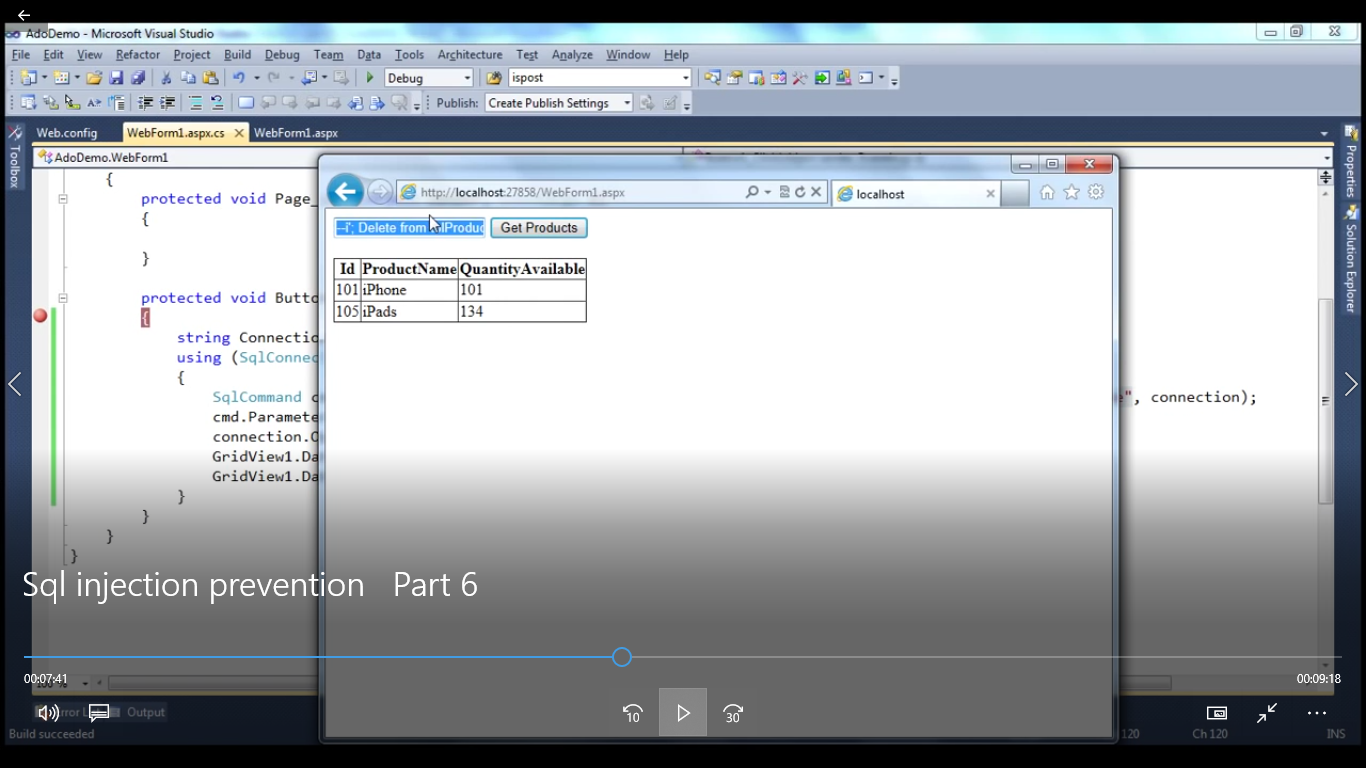 AdoDemo - Microsoft Visual Studio
File Edit View Refactor Project Build Debug Team Data Tools Architecture Test Analyze Window Help
Debug ispost
Publish: Create Publish Settings
Web.config WebForm1.aspx.cs WebForm1.aspx
AdoDemo.WebForm1
Toolbox
Properties
Solution Explorer
http://localhost:27858/WebForm1.aspx
localhost
--i'; Delete from Get Products
Id ProductName QuantityAvailable
101 iPhone 101
105 iPads 134
{
protected void Page_
{
}
protected void Butto
{
string Connectio
using (SqlConnec
{
SqlCommand c e", connection);
cmd.Paramete
connection.O
GridView1.Da
GridView1.Da
}
}
}
}
Sql injection prevention Part 6
00:07:41
00:09:18
Output
10
30
Build succeeded
120 Ch 120 INS